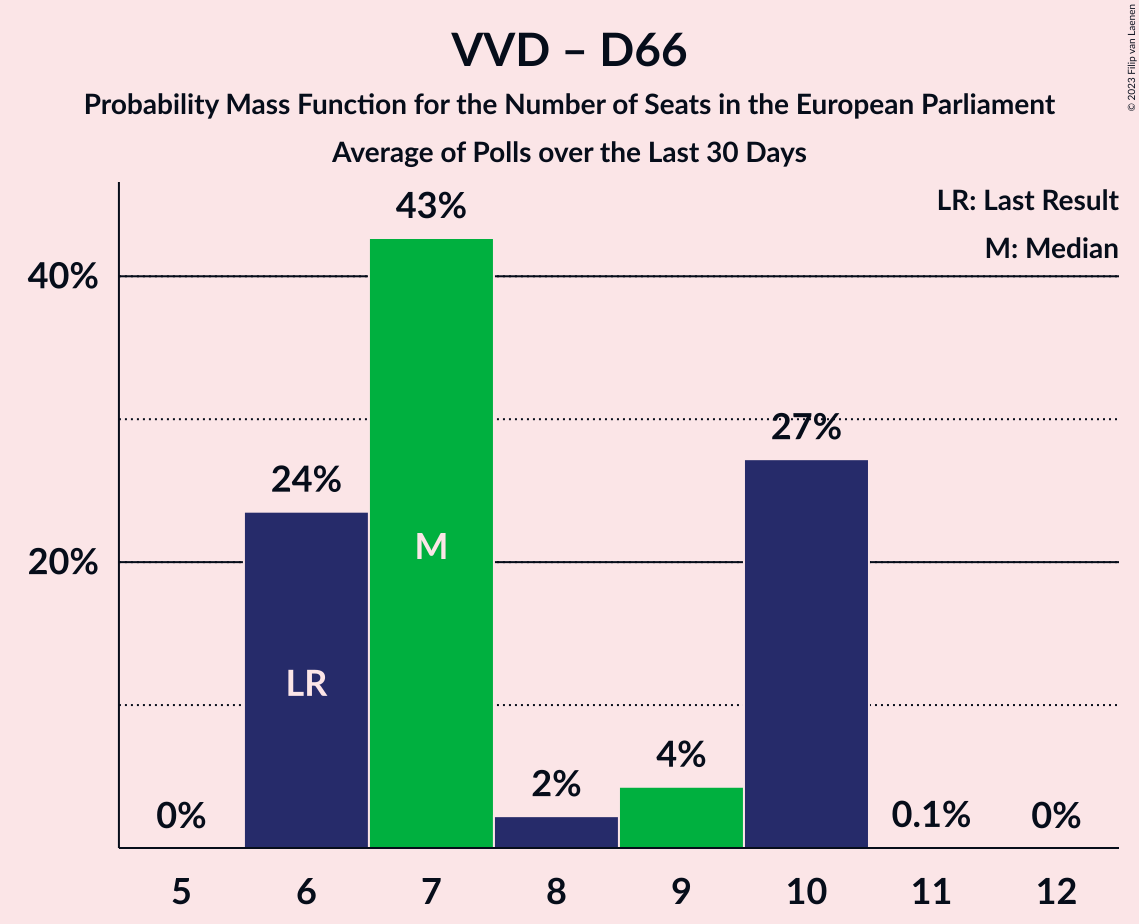 VVD – D66
Probability Mass Function for the Number of Seats in the European Parliament
Average of Polls over the Last 30 Days
© 2023 Filip van Laenen
LR: Last Result
M: Median
43%
40%
27%
24%
M
20%
LR
4%
2%
0%
0.1%
0%
5 6 7 8 9 10 11 12